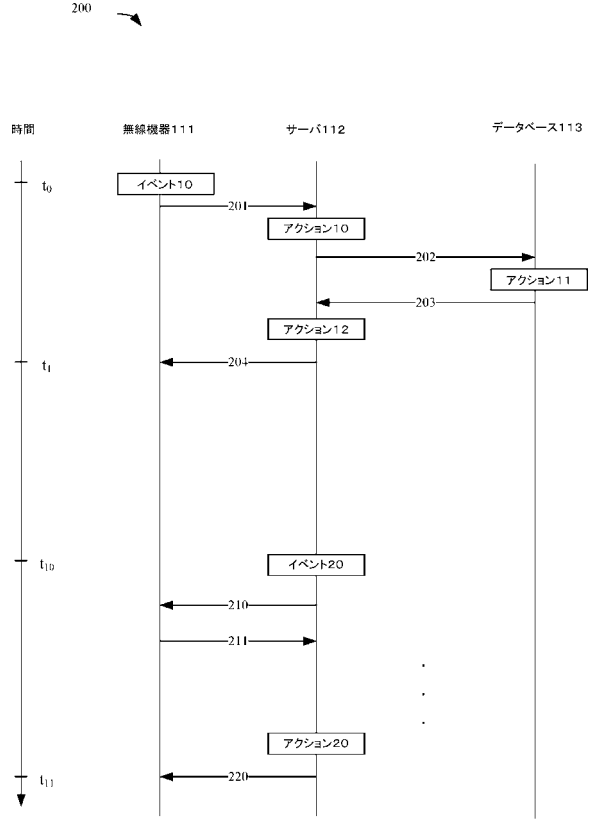 200
時間
無線機器111
サーバ112
データベース113
t0
イベント10
201
アクション10
202
アクション11
203
アクション12
t1
204
t10
イベント20
210
211
アクション20
t11
220